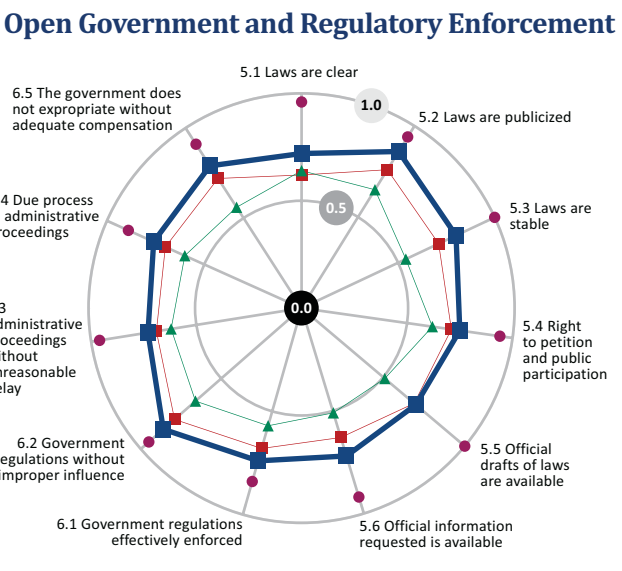 Open Government and Regulatory Enforcement
5.1 Laws are clear
6.5 The government does
not expropriate without
adequate compensation
1.0
5.2 Laws are publicized
4 Due process
administrative
roceedings
0.5
5.3 Laws are
stable
0.0
3
dministrative
roceedings
ithout
nreasonable
elay
5.4 Right
to petition
and public
participation
6.2 Government
egulations without
improper influence
5.5 Official
drafts of laws
are available
6.1 Government regulations
effectively enforced
5.6 Official information
requested is available